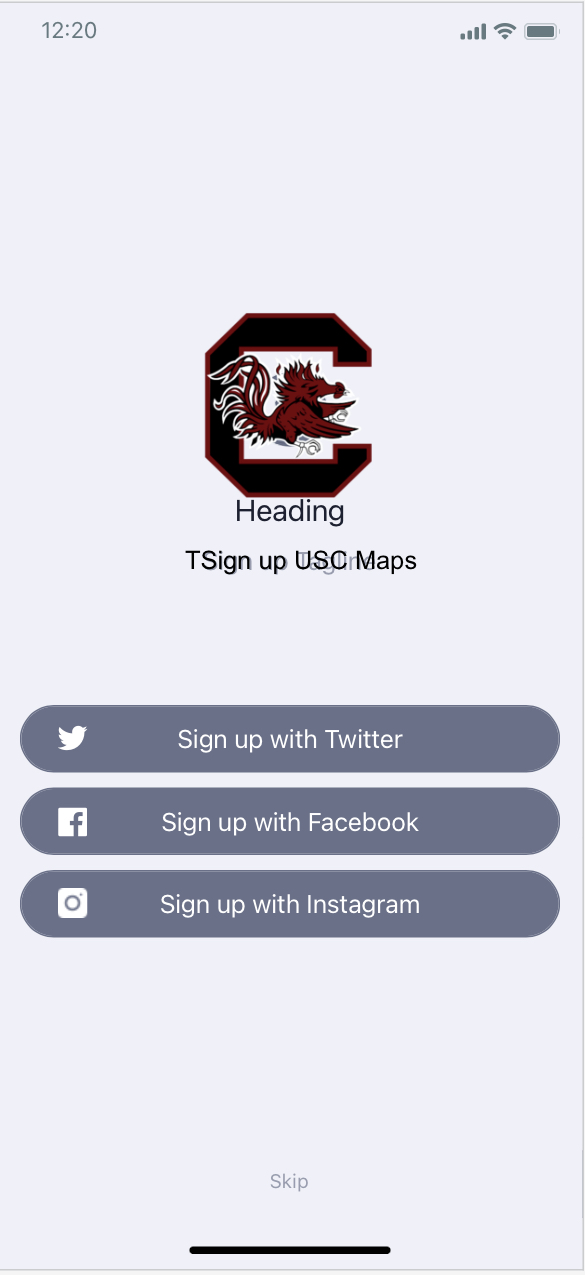 12:20
Heading
TSign up USC Maps
Sign up with Twitter
Sign up with Facebook
Sign up with Instagram
Skip